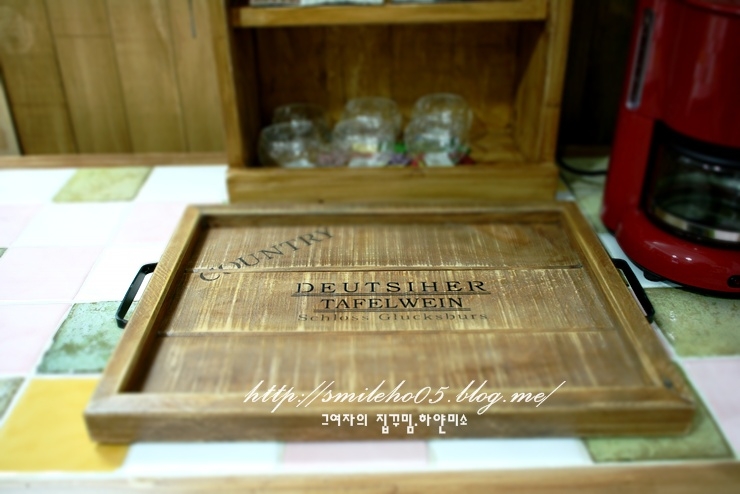 COUNTRY
DEUTSIHER
TAFELWEIN
Schloss Glucksburs
http://smileho05.blog.me/
그여자의 집꾸밈.하얀미소